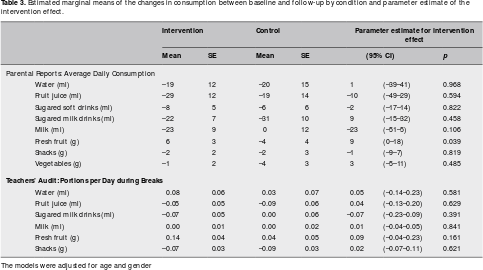 Table 3. Estimated marginal means of the changes in consumption between baseline and follow-up by condition and parameter estimate of the
intervention effect.
Intervention Control Parameter estimate for intervention
effect
Mean SE Mean SE (95% CI) p
Parental Reports: Average Daily Consumption
Water (ml) −19 12 −20 15 1 (−39–41) 0.968
Fruit juice (ml) −29 12 −19 14 −10 (−49–29) 0.594
Sugared soft drinks (ml) −8 5 −6 6 −2 (−17–14) 0.822
Sugared milk drinks (ml) −22 7 −31 10 9 (−15–32) 0.458
Milk (ml) −23 9 0 12 −23 (−51–5) 0.106
Fresh fruit (g) 6 3 −4 4 9 (0–18) 0.039
Snacks (g) −2 2 −2 3 −1 (−9–7) 0.819
Vegetables (g) −1 2 −4 3 3 (−5–11) 0.485
Teachers' Audit: Portions per Day during Breaks
Water (ml) 0.08 0.06 0.03 0.07 0.05 (−0.14–0.23) 0.581
Fruit juice (ml) −0.05 0.05 −0.09 0.06 0.04 (−0.13–0.20) 0.629
Sugared milk drinks (ml) −0.07 0.05 0.00 0.06 −0.07 (−0.23–0.09) 0.391
Milk (ml) 0.00 0.01 0.00 0.02 0.01 (−0.04–0.05) 0.841
Fresh fruit (g) 0.14 0.04 0.04 0.05 0.09 (−0.04–0.23) 0.161
Snacks (g) −0.07 0.03 −0.09 0.03 0.02 (−0.07–0.11) 0.621
The models were adjusted for age and gender